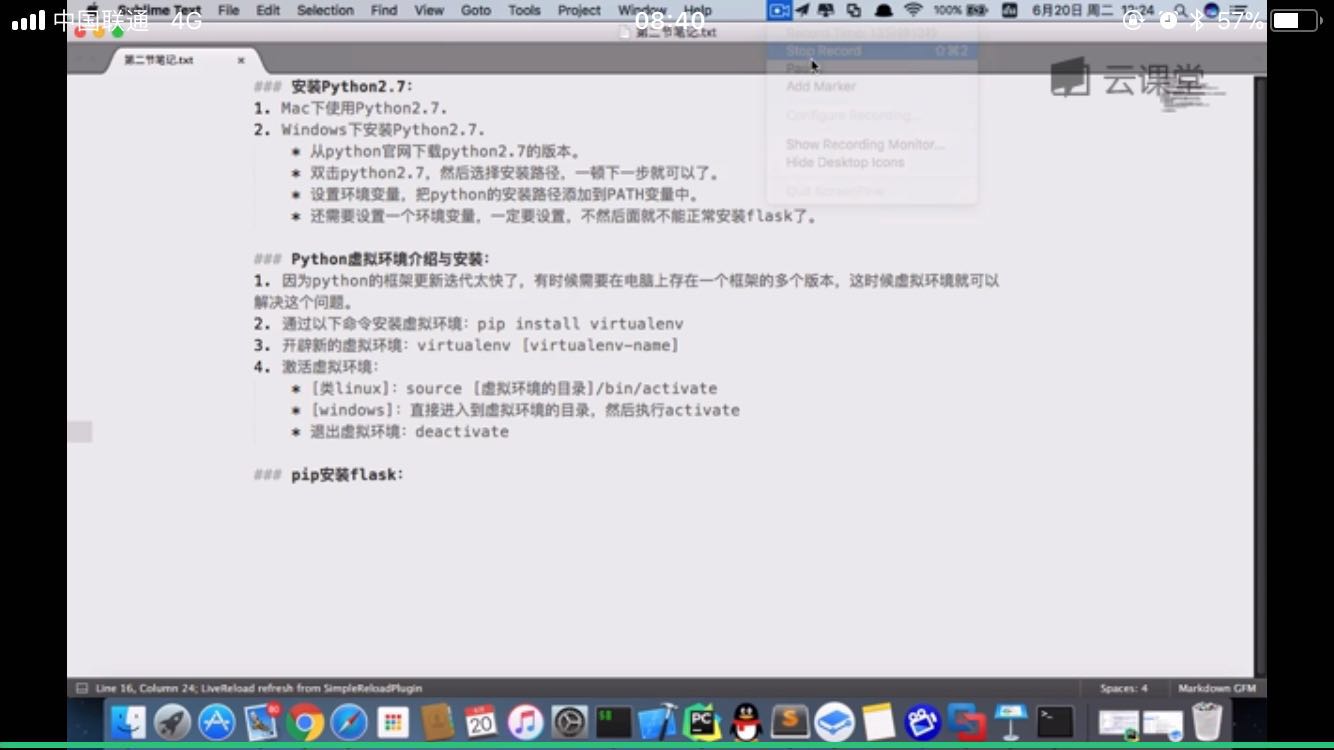 中国联通 4G 08:40 57%
Sublime Text File Edit Selection Find View Goto Tools Project Window Help 100% 6月20日 周二 12:24
第二节笔记.txt
Stop Record ⇧⌘2
第二节笔记.txt
云课堂
Add Marker
Configure Recording...
Show Recording Monitor...
Hide Desktop Icons
Quit ScreenFlow
### 安装Python2.7:
1. Mac下使用Python2.7.
2. Windows下安装Python2.7.
* 从python官网下载python2.7的版本。
* 双击python2.7，然后选择安装路径，一顿下一步就可以了。
* 设置环境变量，把python的安装路径添加到PATH变量中。
* 还需要设置一个环境变量，一定要设置，不然后面就不能正常安装flask了。
### Python虚拟环境介绍与安装:
1. 因为python的框架更新迭代太快了，有时候需要在电脑上存在一个框架的多个版本，这时候虚拟环境就可以
解决这个问题。
2. 通过以下命令安装虚拟环境：pip install virtualenv
3. 开辟新的虚拟环境：virtualenv [virtualenv-name]
4. 激活虚拟环境：
* [类linux]：source [虚拟环境的目录]/bin/activate
* [windows]：直接进入到虚拟环境的目录，然后执行activate
* 退出虚拟环境：deactivate
### pip安装flask:
Line 16, Column 24; LiveReload refresh from SimpleReloadPlugin Spaces: 4 Markdown GFM
20
PC